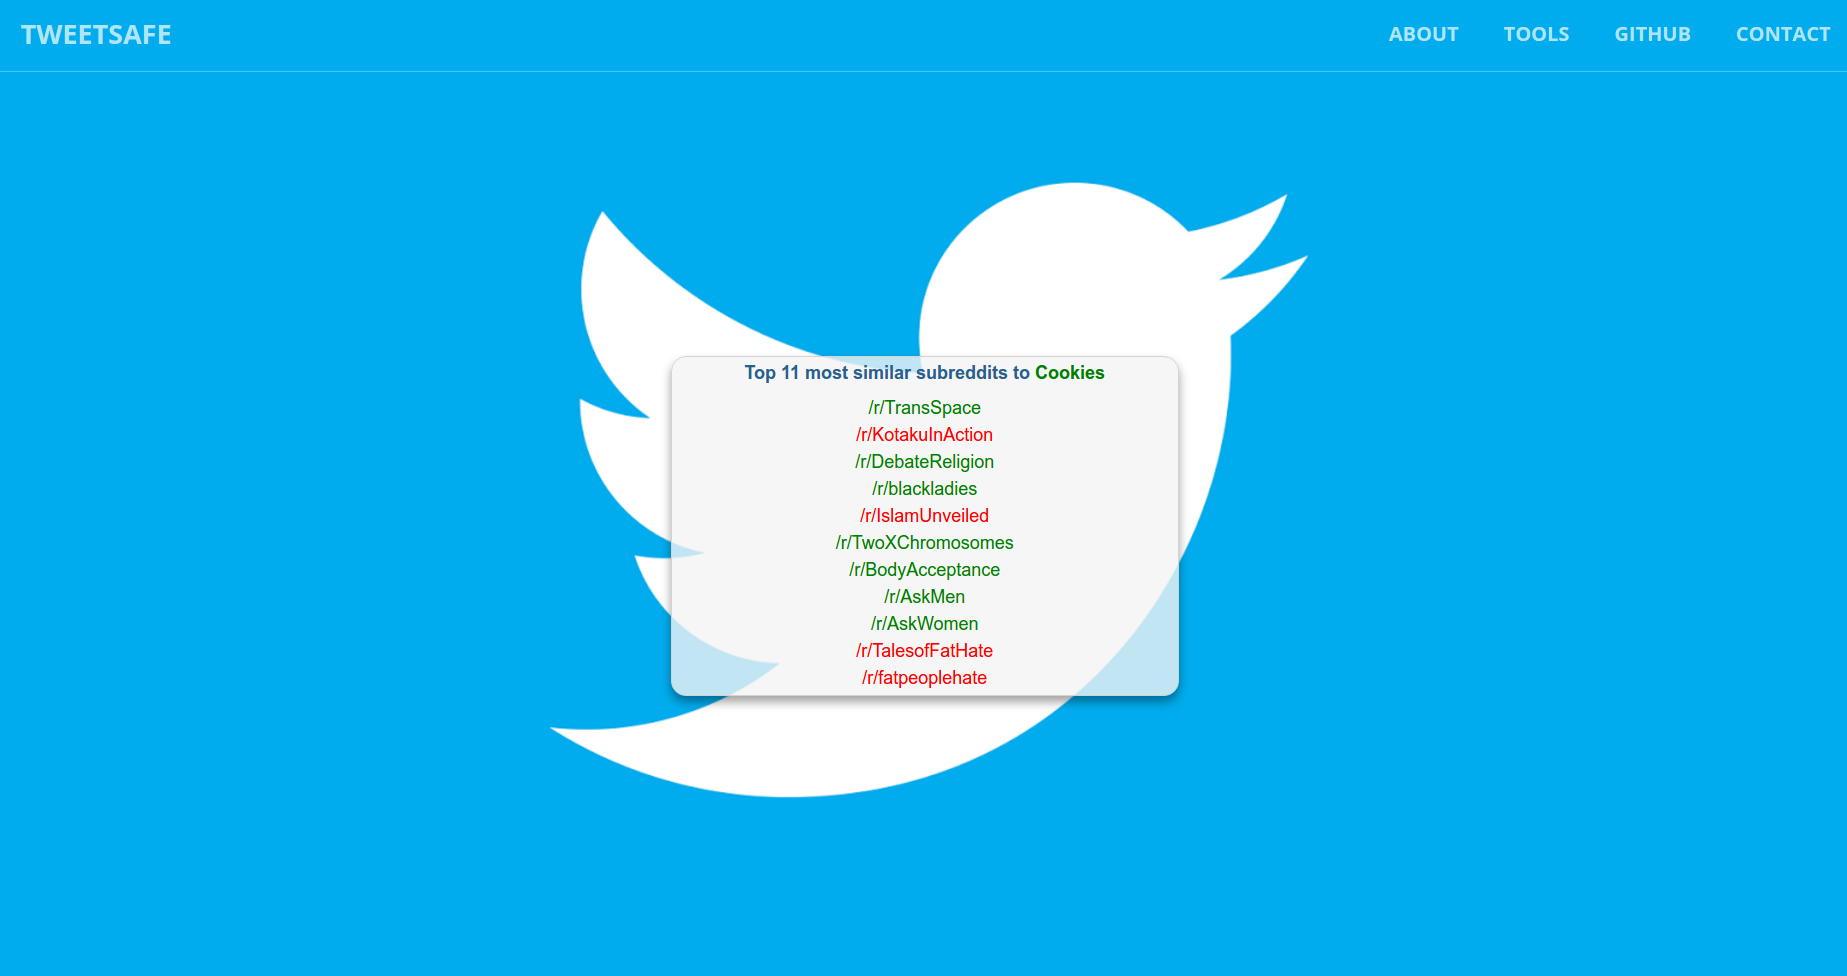 TWEETSAFE
ABOUT TOOLS GITHUB CONTACT
Top 11 most similar subreddits to Cookies
/r/TransSpace
/r/KotakuInAction
/r/DebateReligion
/r/blackladies
/r/IslamUnveiled
/r/TwoXChromosomes
/r/BodyAcceptance
/r/AskMen
/r/AskWomen
/r/TalesofFatHate
/r/fatpeoplehate